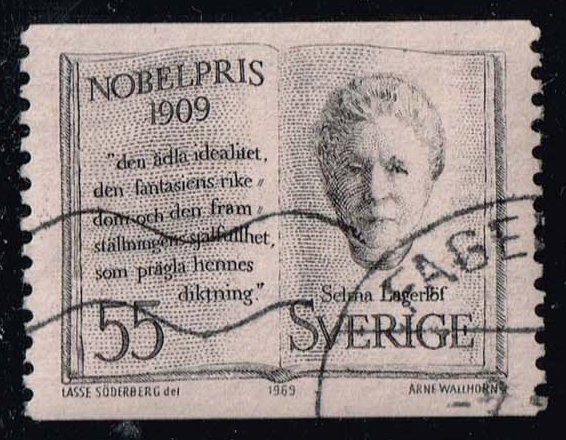 NOBELPRIS
1909
"den ädla idealitet,
den fantasiens rike
dom och den fram
ställningens själfullhet,
som prägla hennes
diktning."
Selma Lagerlöf
55
SVERIGE
LASSE SÖDERBERG del
1969
ARNE WALLHORN